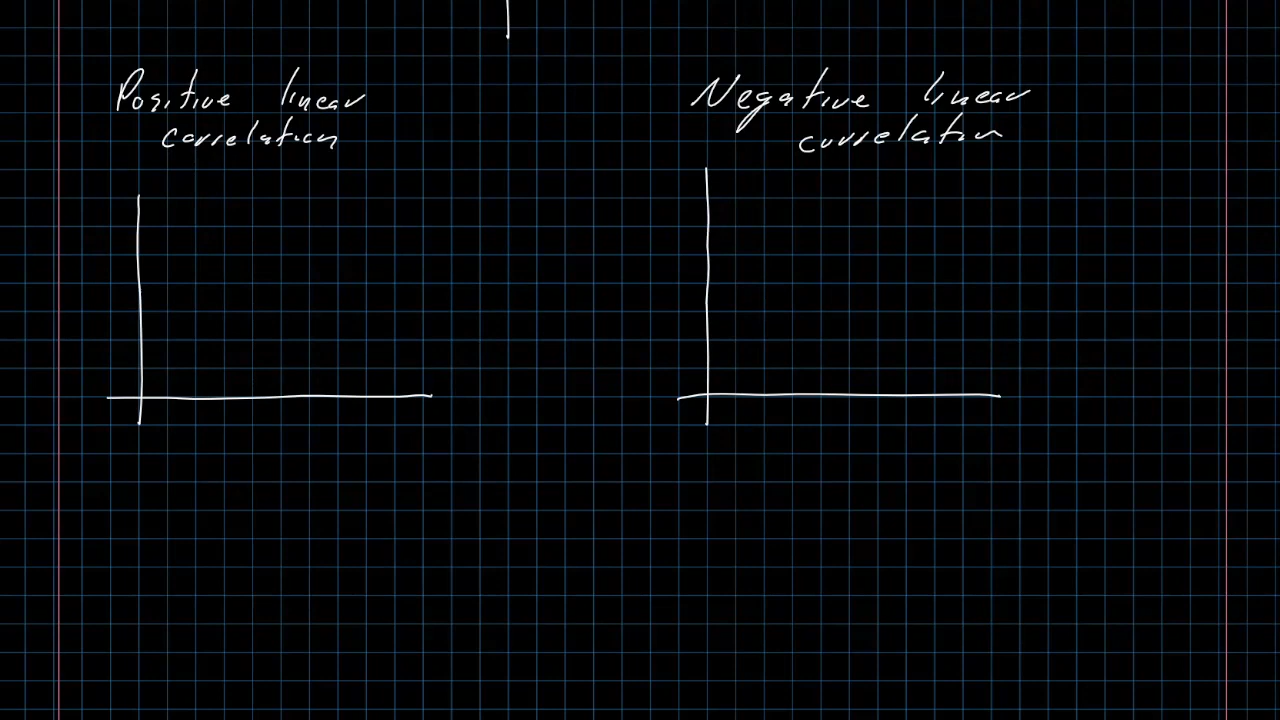 Positive linear
correlation
Negative linear
correlation